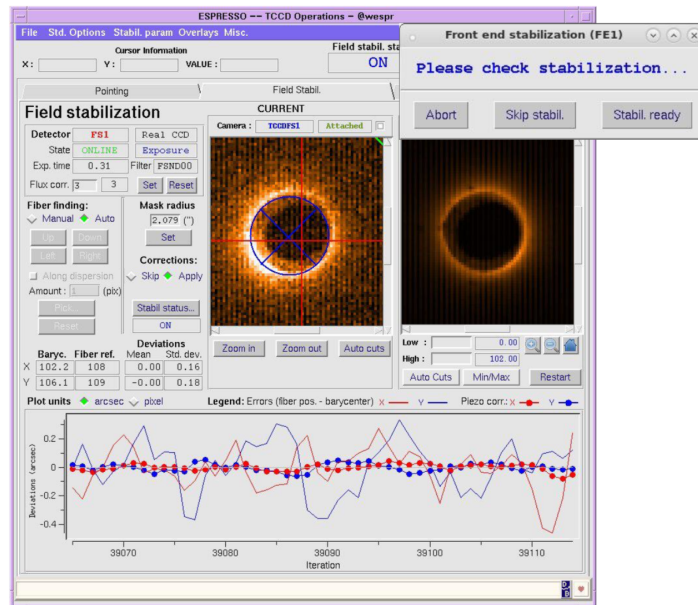 ESPRESSO -- TCCD Operations - @wespr
File Std. Options Stabil. param Overlays Misc.
Cursor Information
Field stabil. sta
X : Y : VALUE :
ON
Front end stabilization (FE1)
Please check stabilization...
Abort Skip stabil. Stabil. ready
Pointing Field Stabil.
Field stabilization
CURRENT
Camera : TCCDFS1 Attached
Detector FS1 Real CCD
State ONLINE Exposure
Exp. time 0.31 Filter FSND00
Flux corr. 3 3 Set Reset
Fiber finding:
Manual Auto
Up Down
Left Right
Along dispersion
Amount : 1 (pix)
Pick...
Reset
Mask radius
2.079 (")
Set
Corrections:
Skip Apply
Stabil status...
ON
Deviations
Baryc. Fiber ref. Mean Std. dev.
X 102.2 108 0.00 0.16
Y 106.1 109 -0.00 0.18
Zoom in Zoom out Auto cuts
Low : 0.00
High : 102.00
Auto Cuts Min/Max Restart
Plot units arcsec pixel Legend: Errors (fiber pos. - barycenter) X Y Piezo corr.: X Y
Deviations (arcsec)
0.2
0
-0.2
-0.4
39070 39080 39090 39100 39110
Iteration
D
B